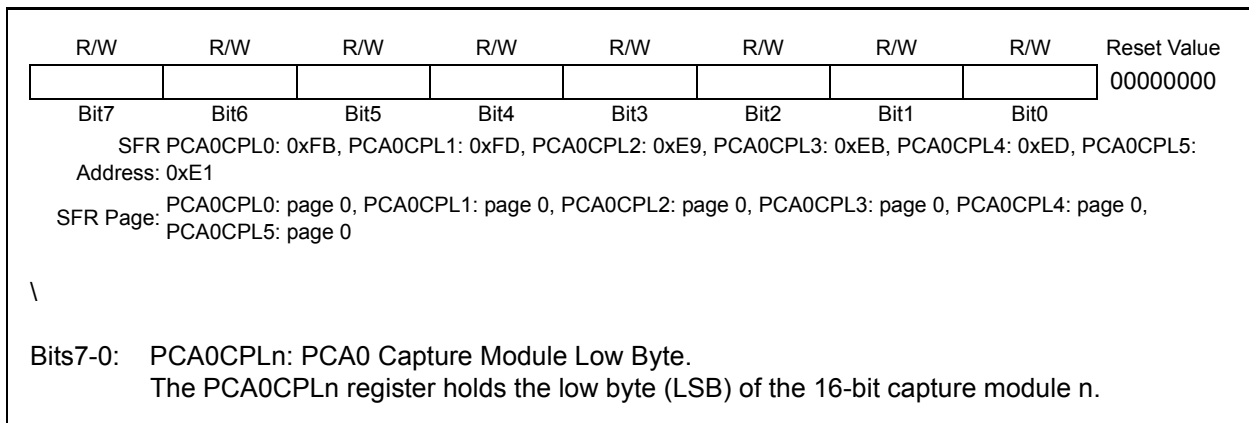 R/W R/W R/W R/W R/W R/W R/W R/W Reset Value
00000000
Bit7 Bit6 Bit5 Bit4 Bit3 Bit2 Bit1 Bit0
SFR PCA0CPL0: 0xFB, PCA0CPL1: 0xFD, PCA0CPL2: 0xE9, PCA0CPL3: 0xEB, PCA0CPL4: 0xED, PCA0CPL5:
Address: 0xE1
SFR Page: PCA0CPL0: page 0, PCA0CPL1: page 0, PCA0CPL2: page 0, PCA0CPL3: page 0, PCA0CPL4: page 0,
PCA0CPL5: page 0
\
Bits7-0: PCA0CPLn: PCA0 Capture Module Low Byte.
The PCA0CPLn register holds the low byte (LSB) of the 16-bit capture module n.